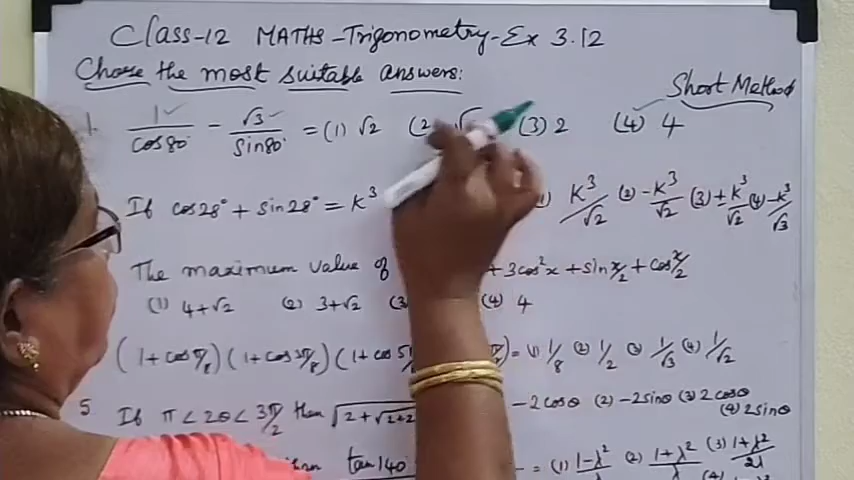 Class-12 MATHS-Trigonometry-Ex 3.12
Choose the most suitable answers:
Short Method
1. 1/cos80° - √3/sin80° = (1) √2 (2) √ (3) 2 (4) 4
If cos28° + sin28° = K³ K³/√2 (2) -K³/√2 (3) ±K³/√2 (4) -K³/√3
The maximum value of + 3cos²x + sin x/2 + cos x/2
(1) 4+√2 (2) 3+√2 (3) (4) 4
(1+cos π/8)(1+cos 3π/8)(1+cos 5π = (1) 1/8 (2) 1/2 (3) 1/√3 (4) 1/√2
5 If π < 2θ < 3π/2 then √2+√2+2 -2cosθ (2) -2sinθ (3) 2cosθ
(4) 2sinθ
tan140° = (1) 1-λ²/λ (2) 1+λ²/λ (3) 1+λ²/2λ